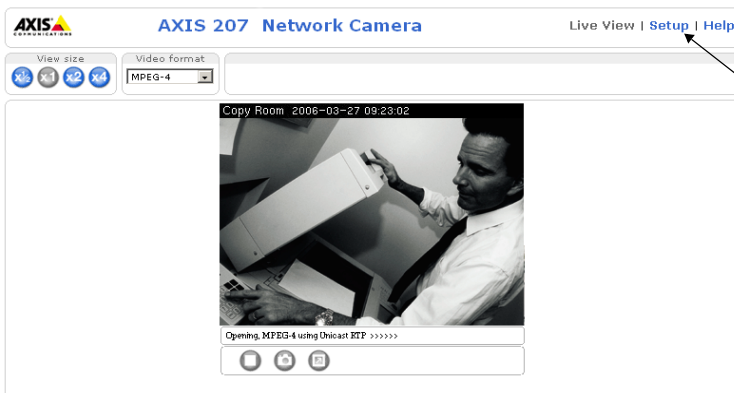 AXIS
COMMUNICATIONS
AXIS 207 Network Camera
Live View | Setup | Help
View size
x½ x1 x2 x4
Video format
MPEG-4
Copy Room 2006-03-27 09:23:02
Opening, MPEG-4 using Unicast RTP >>>>>>